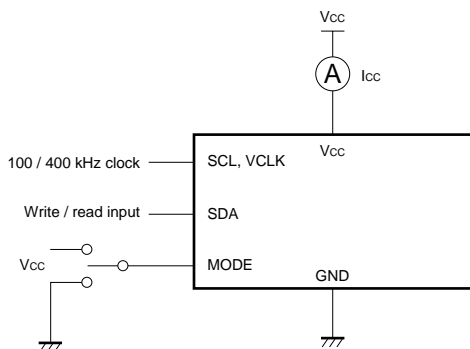 Vcc
A Icc
Vcc
100 / 400 kHz clock SCL, VCLK
Write / read input SDA
Vcc MODE
GND